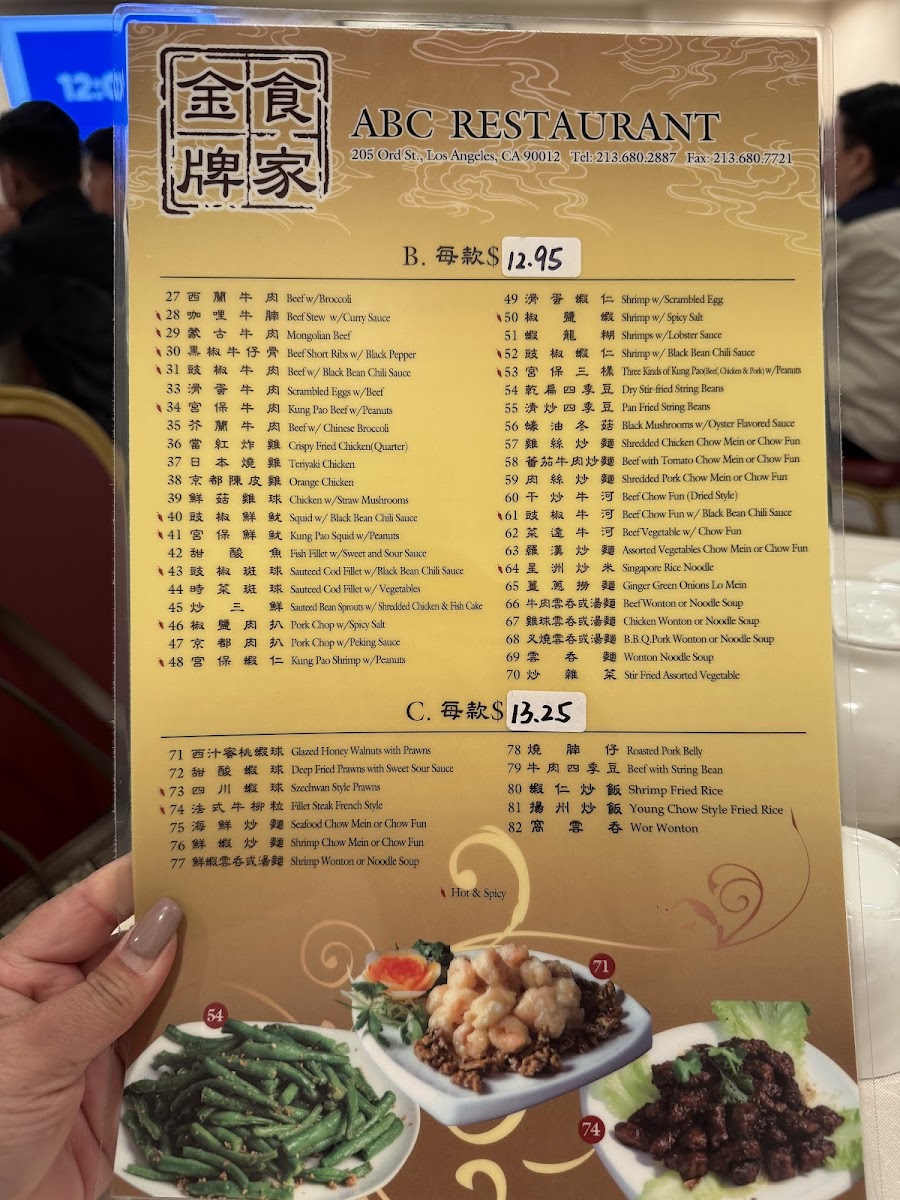 12:0
金食
牌家
ABC RESTAURANT
205 Ord St., Los Angeles, CA 90012 Tel: 213.680.2887 Fax: 213.680.7721
B. 每款$ 12.95
27 西蘭牛肉 Beef w/Broccoli
28 咖哩牛腩 Beef Stew w/Curry Sauce
29 蒙古牛肉 Mongolian Beef
30 黑椒牛仔骨 Beef Short Ribs w/ Black Pepper
31 豉椒牛肉 Beef w/ Black Bean Chili Sauce
33 滑蛋牛肉 Scrambled Eggs w/Beef
34 宮保牛肉 Kung Pao Beef w/Peanuts
35 芥蘭牛肉 Beef w/ Chinese Broccoli
36 當紅炸雞 Crispy Fried Chicken(Quarter)
37 日本燒雞 Teriyaki Chicken
38 京都陳皮雞 Orange Chicken
39 鮮菇雞球 Chicken w/Straw Mushrooms
40 豉椒鮮魷 Squid w/ Black Bean Chili Sauce
41 宮保鮮魷 Kung Pao Squid w/Peanuts
42 甜酸魚 Fish Fillet w/Sweet and Sour Sauce
43 豉椒斑球 Sauteed Cod Fillet w/Black Bean Chili Sauce
44 時菜斑球 Sauteed Cod Fillet w/ Vegetables
45 炒三鮮 Sauteed Bean Sprouts w/ Shredded Chicken & Fish Cake
46 椒鹽肉扒 Pork Chop w/Spicy Salt
47 京都肉扒 Pork Chop w/Peking Sauce
48 宮保蝦仁 Kung Pao Shrimp w/Peanuts
49 滑蛋蝦仁 Shrimp w/Scrambled Egg
50 椒鹽蝦 Shrimp w/ Spicy Salt
51 蝦龍糊 Shrimps w/Lobster Sauce
52 豉椒蝦仁 Shrimp w/ Black Bean Chili Sauce
53 宮保三樣 Three Kinds of Kung Pao(Beef, Chicken & Pork) w/Peanuts
54 乾扁四季豆 Dry Stir-fried String Beans
55 清炒四季豆 Pan Fried String Beans
56 蠔油冬菇 Black Mushrooms w/Oyster Flavored Sauce
57 雞絲炒麵 Shredded Chicken Chow Mein or Chow Fun
58 蕃茄牛肉炒麵 Beef with Tomato Chow Mein or Chow Fun
59 肉絲炒麵 Shredded Pork Chow Mein or Chow Fun
60 干炒牛河 Beef Chow Fun (Dried Style)
61 豉椒牛河 Beef Chow Fun w/ Black Bean Chili Sauce
62 菜遠牛河 Beef Vegetable w/ Chow Fun
63 羅漢炒麵 Assorted Vegetables Chow Mein or Chow Fun
64 星洲炒米 Singapore Rice Noodle
65 薑蔥撈麵 Ginger Green Onions Lo Mein
66 牛肉雲吞或湯麵 Beef Wonton or Noodle Soup
67 雞球雲吞或湯麵 Chicken Wonton or Noodle Soup
68 叉燒雲吞或湯麵 B.B.Q.Pork Wonton or Noodle Soup
69 雲吞麵 Wonton Noodle Soup
70 炒雜菜 Stir Fried Assorted Vegetable
C. 每款$ 13.25
71 西汁蜜桃蝦球 Glazed Honey Walnuts with Prawns
72 甜酸蝦球 Deep Fried Prawns with Sweet Sour Sauce
73 四川蝦球 Szechwan Style Prawns
74 法式牛柳粒 Fillet Steak French Style
75 海鮮炒麵 Seafood Chow Mein or Chow Fun
76 鮮蝦炒麵 Shrimp Chow Mein or Chow Fun
77 鮮蝦雲吞或湯麵 Shrimp Wonton or Noodle Soup
78 燒腩仔 Roasted Pork Belly
79 牛肉四季豆 Beef with String Bean
80 蝦仁炒飯 Shrimp Fried Rice
81 揚州炒飯 Young Chow Style Fried Rice
82 窩雲吞 Wor Wonton
Hot & Spicy
71
54
74